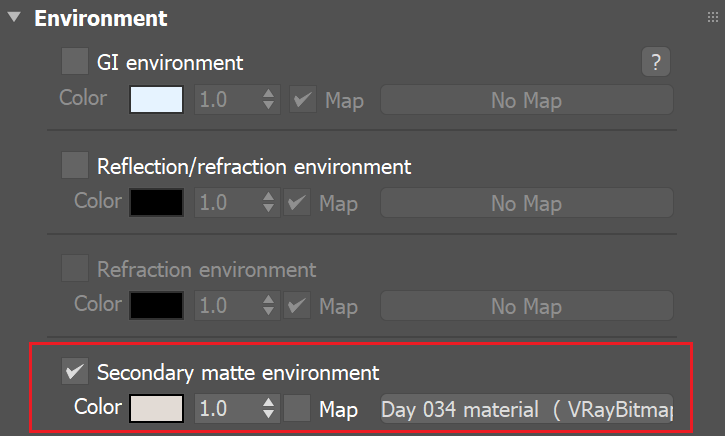 Environment
GI environment
?
Color 1.0 Map No Map
Reflection/refraction environment
Color 1.0 Map No Map
Refraction environment
Color 1.0 Map No Map
Secondary matte environment
Color 1.0 Map Day 034 material ( VRayBitmap